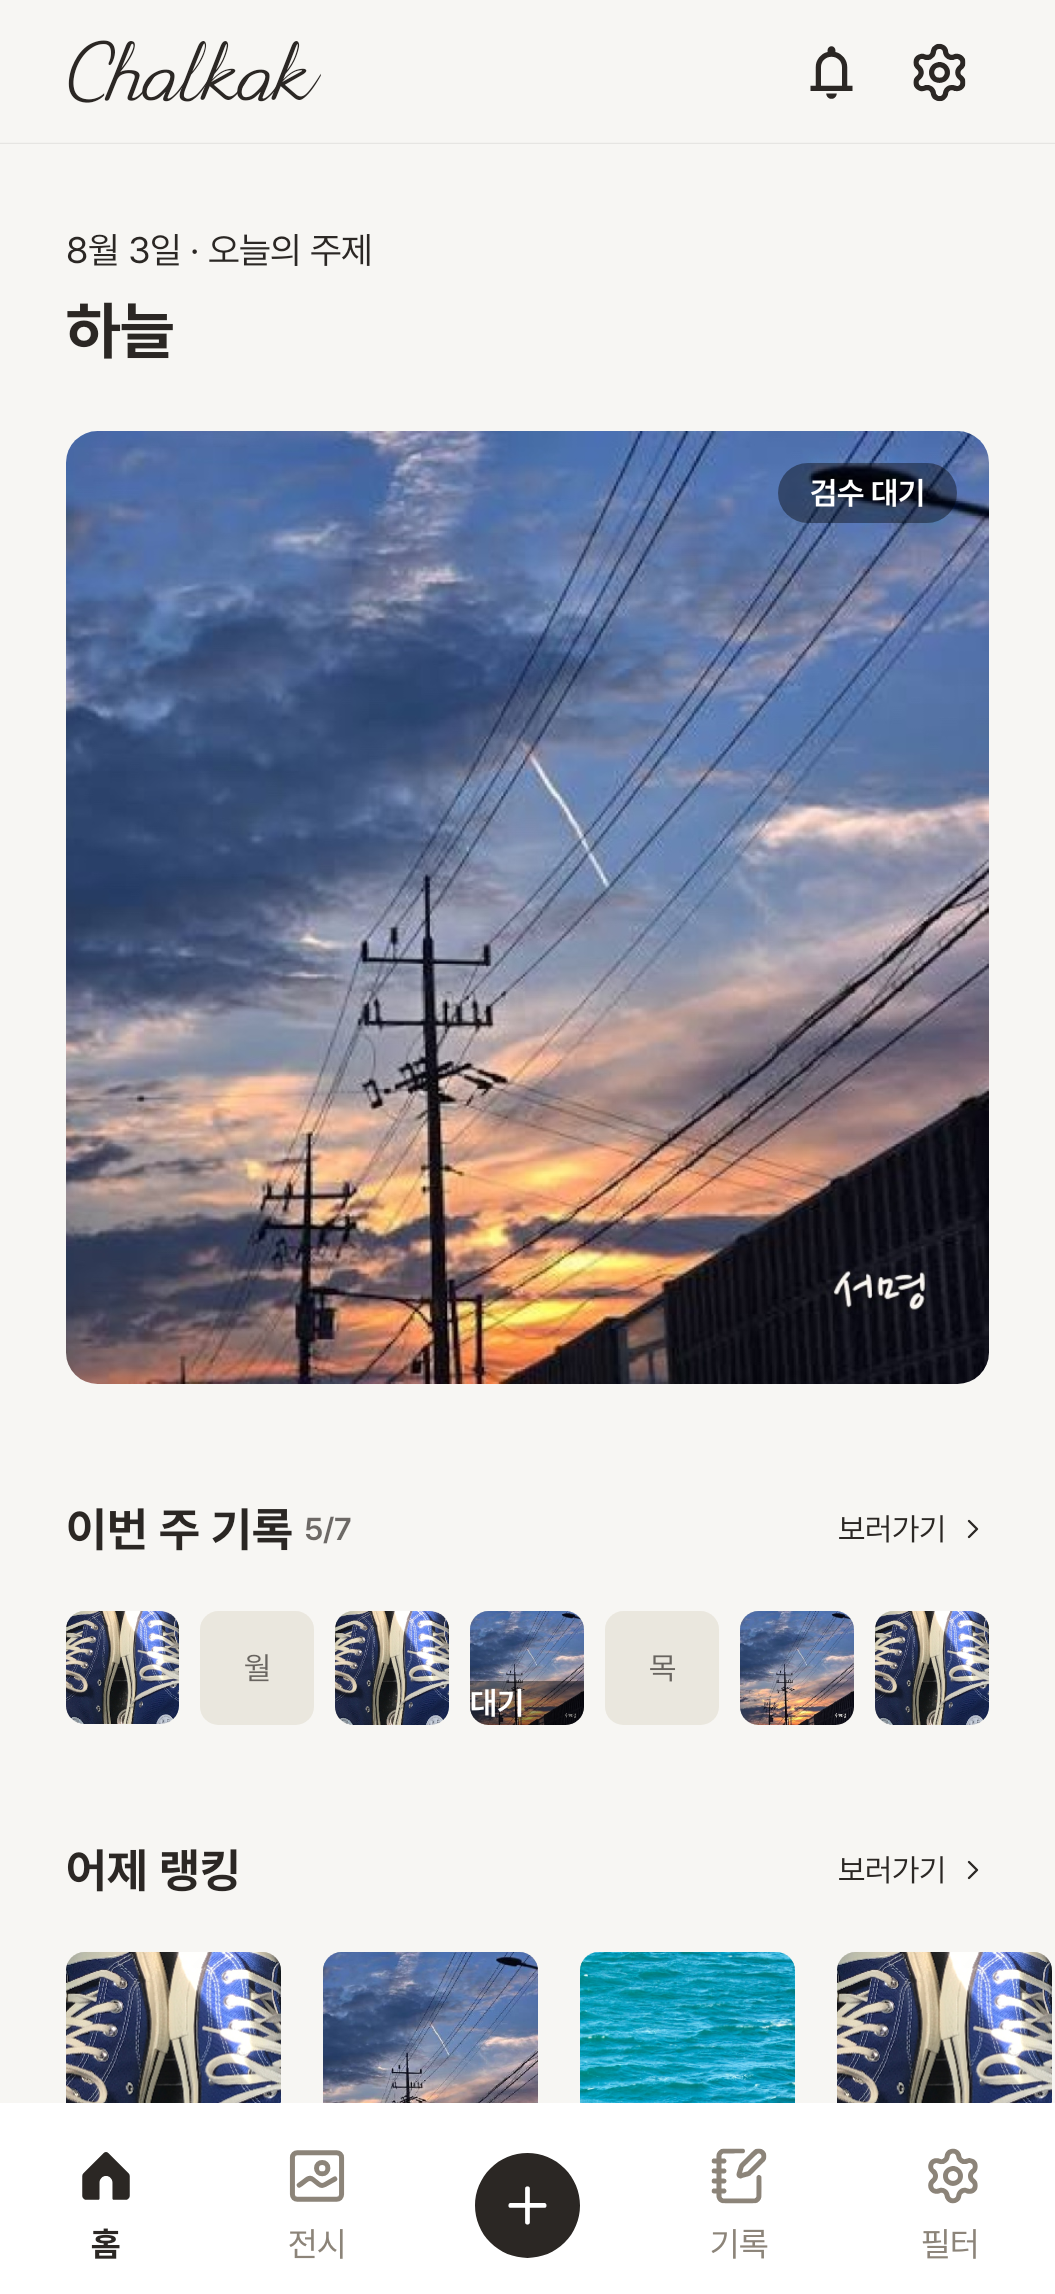 Chalkak
8월 3일 · 오늘의 주제
하늘
검수 대기
서명
이번 주 기록 5/7
보러가기
월
대기
목
어제 랭킹
보러가기
홈
전시
기록
필터